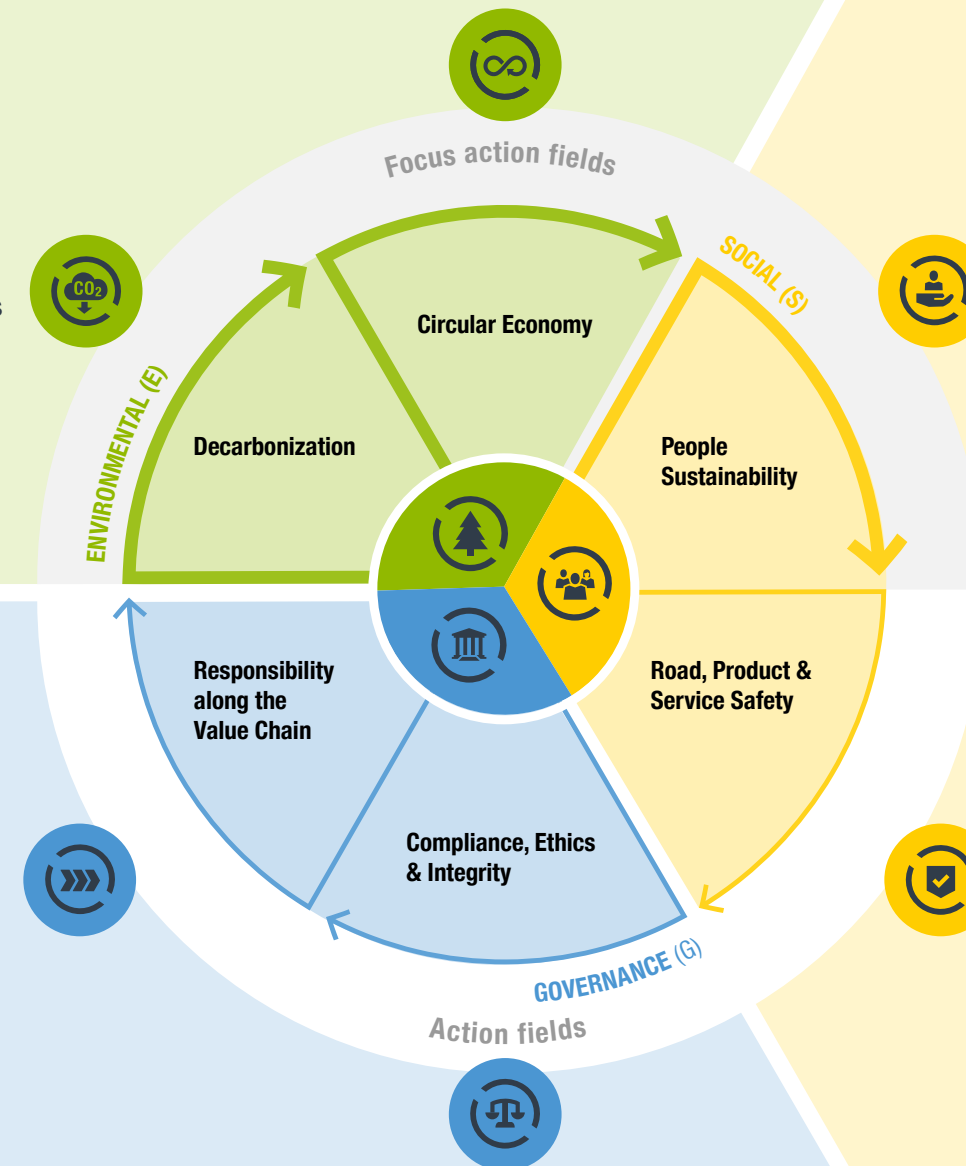 Focus action fields
SOCIAL (S)
CO₂
s
Circular Economy
ENVIRONMENTAL (E)
Decarbonization
People
Sustainability
Responsibility
along the
Value Chain
Road, Product &
Service Safety
Compliance, Ethics
& Integrity
GOVERNANCE (G)
Action fields